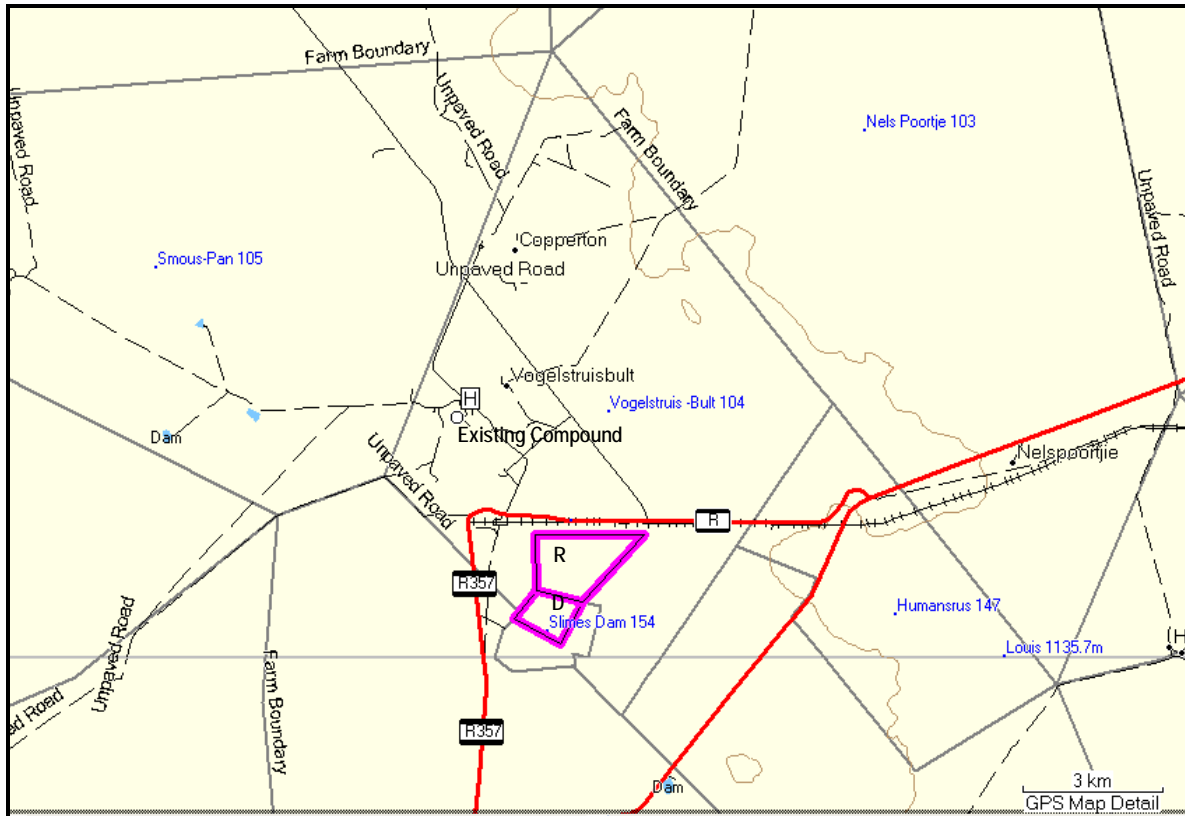 Farm Boundary
Unpaved Road
Unpaved Road
Farm Boundary
Nels Poortje 103
Unpaved Road
Smous-Pan 105
Copperton
Unpaved Road
Vogelstruisbult
H
Vogelstruis -Bult 104
Existing Compound
Dam
Unpaved Road
Nelspoortjie
R
R
R357
D
Slimes Dam 154
Humansrus 147
Louis 1135.7m
(H
Unpaved Road
Farm Boundary
ed Road
R357
Dam
3 km
GPS Map Detail